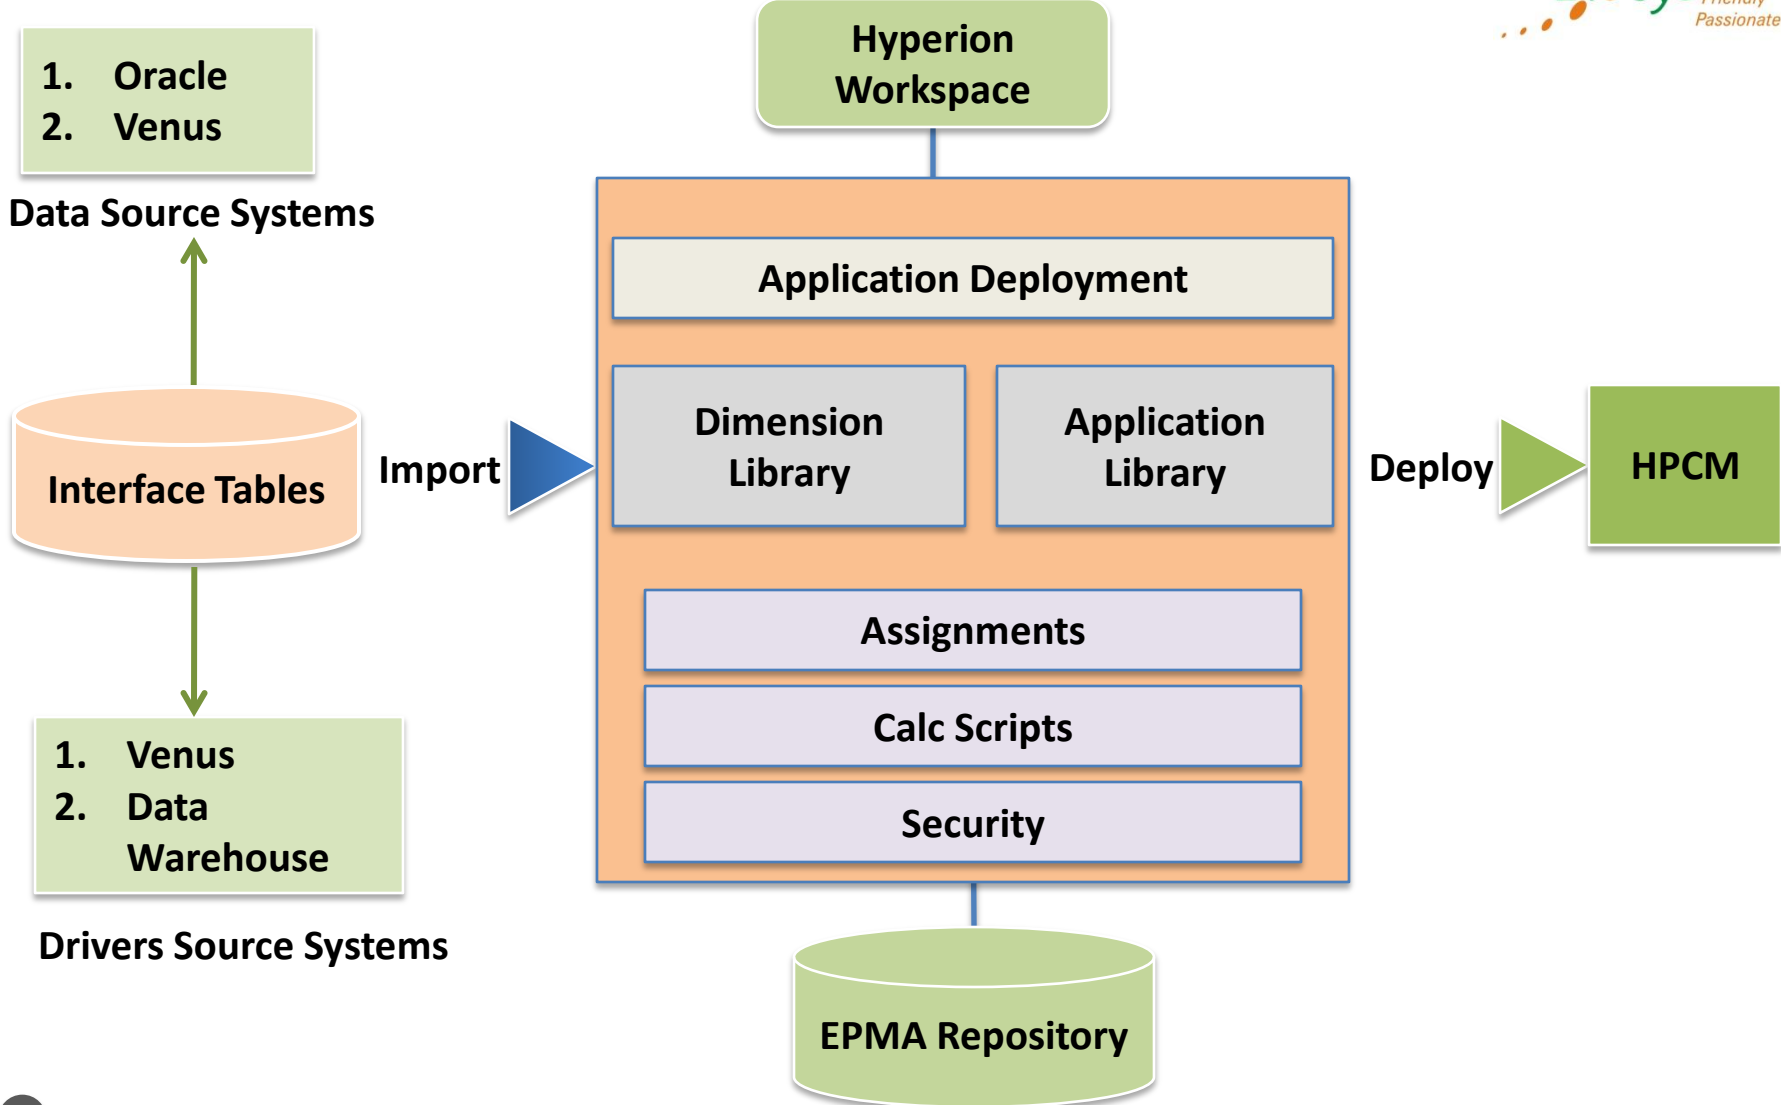 Friendly
Passionate
Hyperion
Workspace
1. Oracle
2. Venus
Data Source Systems
Application Deployment
Dimension
Library
Application
Library
Interface Tables
Import
Deploy
HPCM
Assignments
Calc Scripts
Security
1. Venus
2. Data
Warehouse
Drivers Source Systems
EPMA Repository